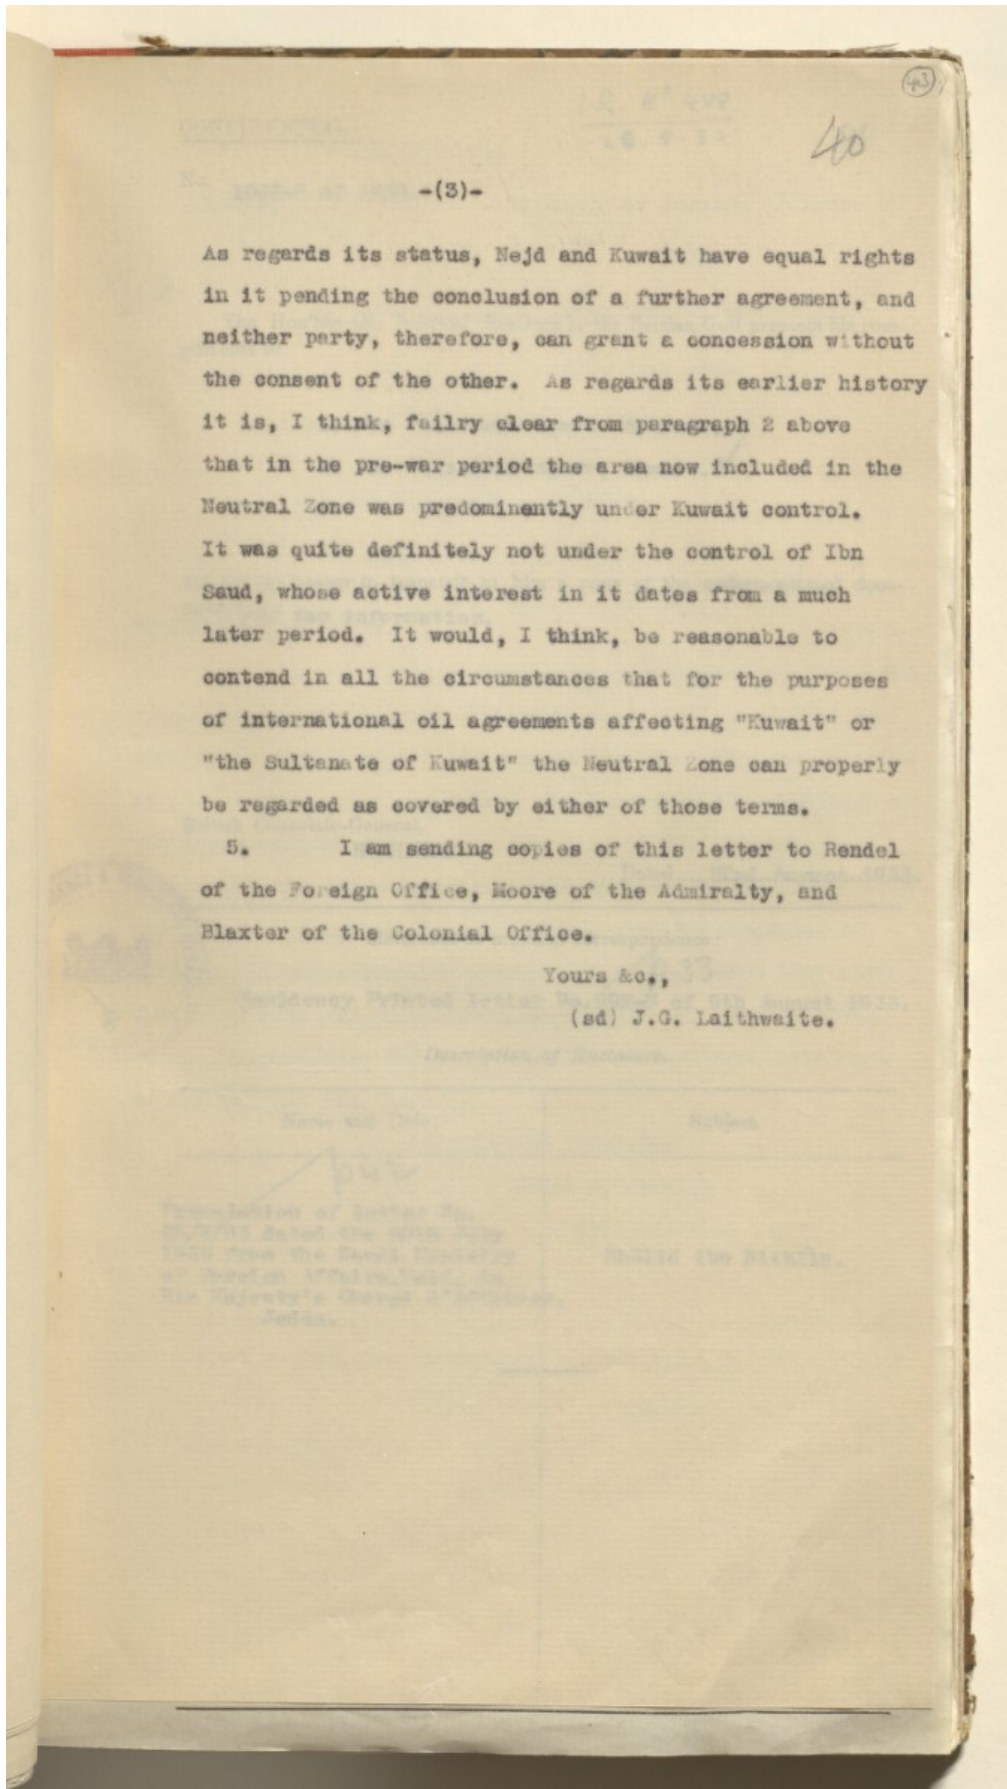 43
40
-(3)-
As regards its status, Nejd and Kuwait have equal rights
in it pending the conclusion of a further agreement, and
neither party, therefore, can grant a concession without
the consent of the other. As regards its earlier history
it is, I think, failry clear from paragraph 2 above
that in the pre-war period the area now included in the
Neutral Zone was predominently under Kuwait control.
It was quite definitely not under the control of Ibn
Saud, whose active interest in it dates from a much
later period. It would, I think, be reasonable to
contend in all the circumstances that for the purposes
of international oil agreements affecting "Kuwait" or
"the Sultanate of Kuwait" the Neutral Zone can properly
be regarded as covered by either of those terms.
5. I am sending copies of this letter to Rendel
of the Foreign Office, Moore of the Admiralty, and
Blaxter of the Colonial Office.
Yours &c.,
(sd) J.G. Laithwaite.